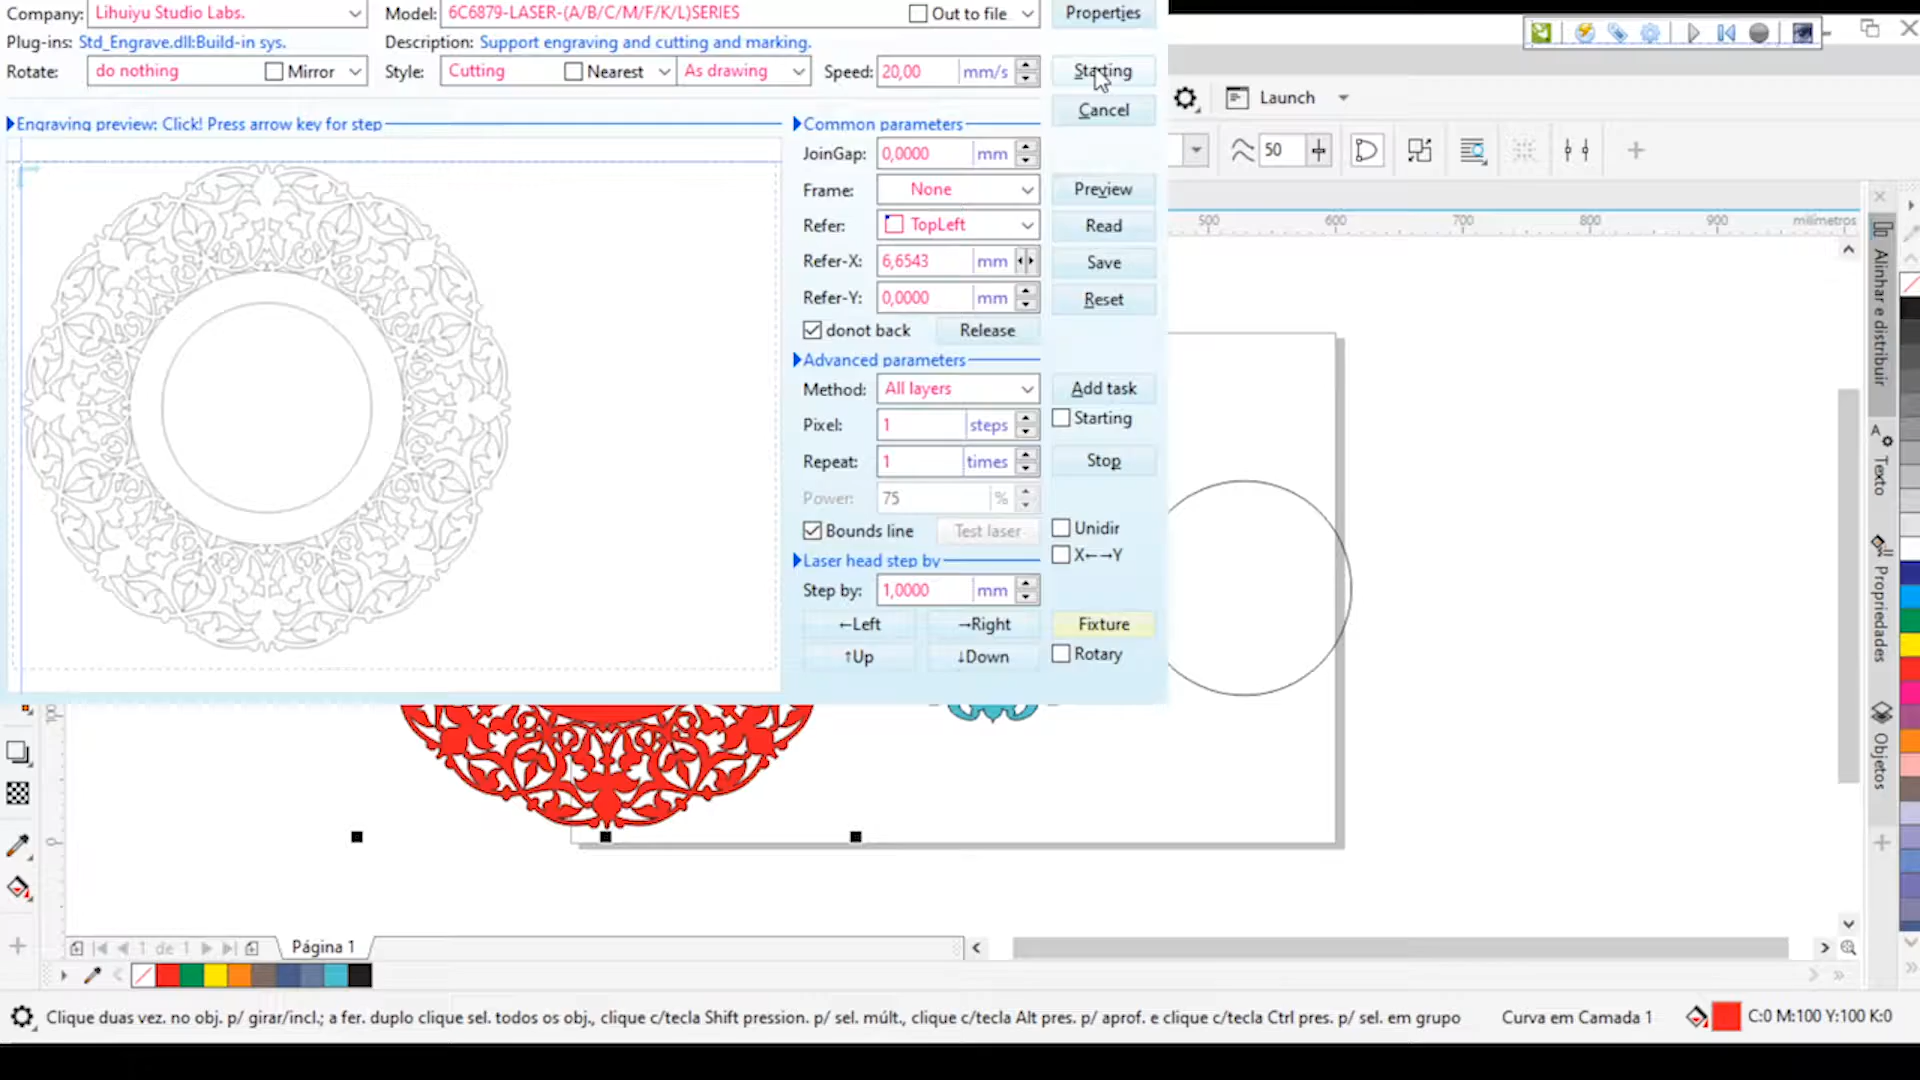 Company: Lihuiyu Studio Labs. Model: 6C6879-LASER-(A/B/C/M/F/K/L)SERIES Out to file Properties
Plug-ins: Std_Engrave.dll:Build-in sys. Description: Support engraving and cutting and marking.
Rotate: do nothing Mirror Style: Cutting Nearest As drawing Speed: 20,00 mm/s Starting
Cancel
Launch
Engraving preview: Click! Press arrow key for step
Common parameters
JoinGap: 0,0000 mm
50
Frame: None Preview
Refer: TopLeft Read
500 600 700 800 900 milímetros
Refer-X: 6,6543 mm Save
Refer-Y: 0,0000 mm Reset
donot back Release
Advanced parameters
Method: All layers Add task
Starting
Pixel: 1 steps
Repeat: 1 times Stop
Power: 75 %
Bounds line Test laser Unidir
X←→Y
Laser head step by
Step by: 1,0000 mm
←Left →Right Fixture
↑Up ↓Down Rotary
Alinhar e distribuir
Texto
Propriedades
Objetos
100
0
1 de 1 Página 1
Clique duas vez. no obj. p/ girar/incl.; a fer. duplo clique sel. todos os obj., clique c/tecla Shift pression. p/ sel. múlt., clique c/tecla Alt pres. p/ aprof. e clique c/tecla Ctrl pres. p/ sel. em grupo Curva em Camada 1 C:0 M:100 Y:100 K:0